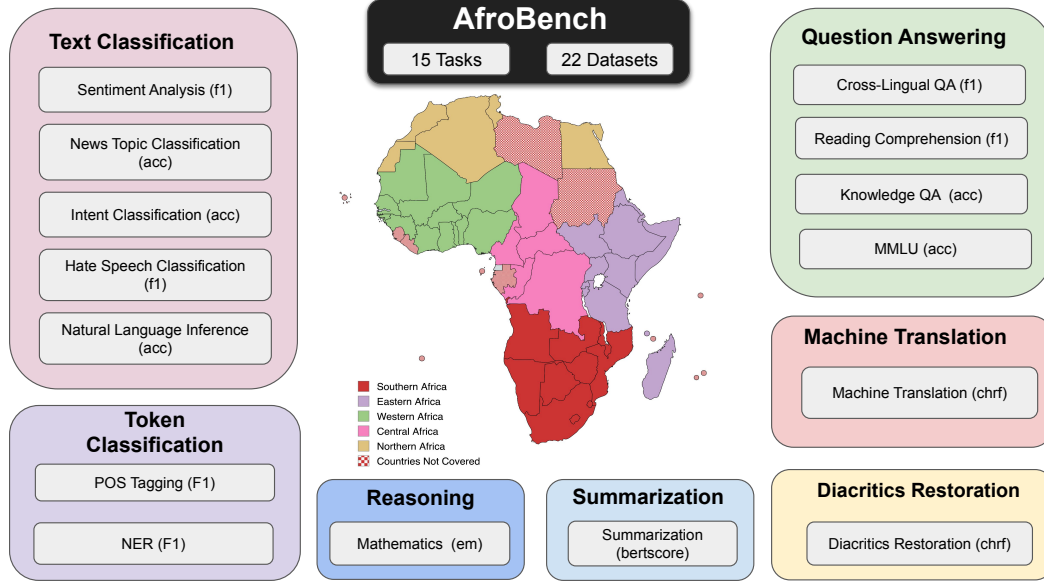 AfroBench
15 Tasks
22 Datasets
Text Classification
Sentiment Analysis (f1)
News Topic Classification
(acc)
Intent Classification (acc)
Hate Speech Classification
(f1)
Natural Language Inference
(acc)
Token
Classification
POS Tagging (F1)
NER (F1)
Southern Africa
Eastern Africa
Western Africa
Central Africa
Northern Africa
Countries Not Covered
Reasoning
Mathematics (em)
Summarization
Summarization
(bertscore)
Question Answering
Cross-Lingual QA (f1)
Reading Comprehension (f1)
Knowledge QA (acc)
MMLU (acc)
Machine Translation
Machine Translation (chrf)
Diacritics Restoration
Diacritics Restoration (chrf)